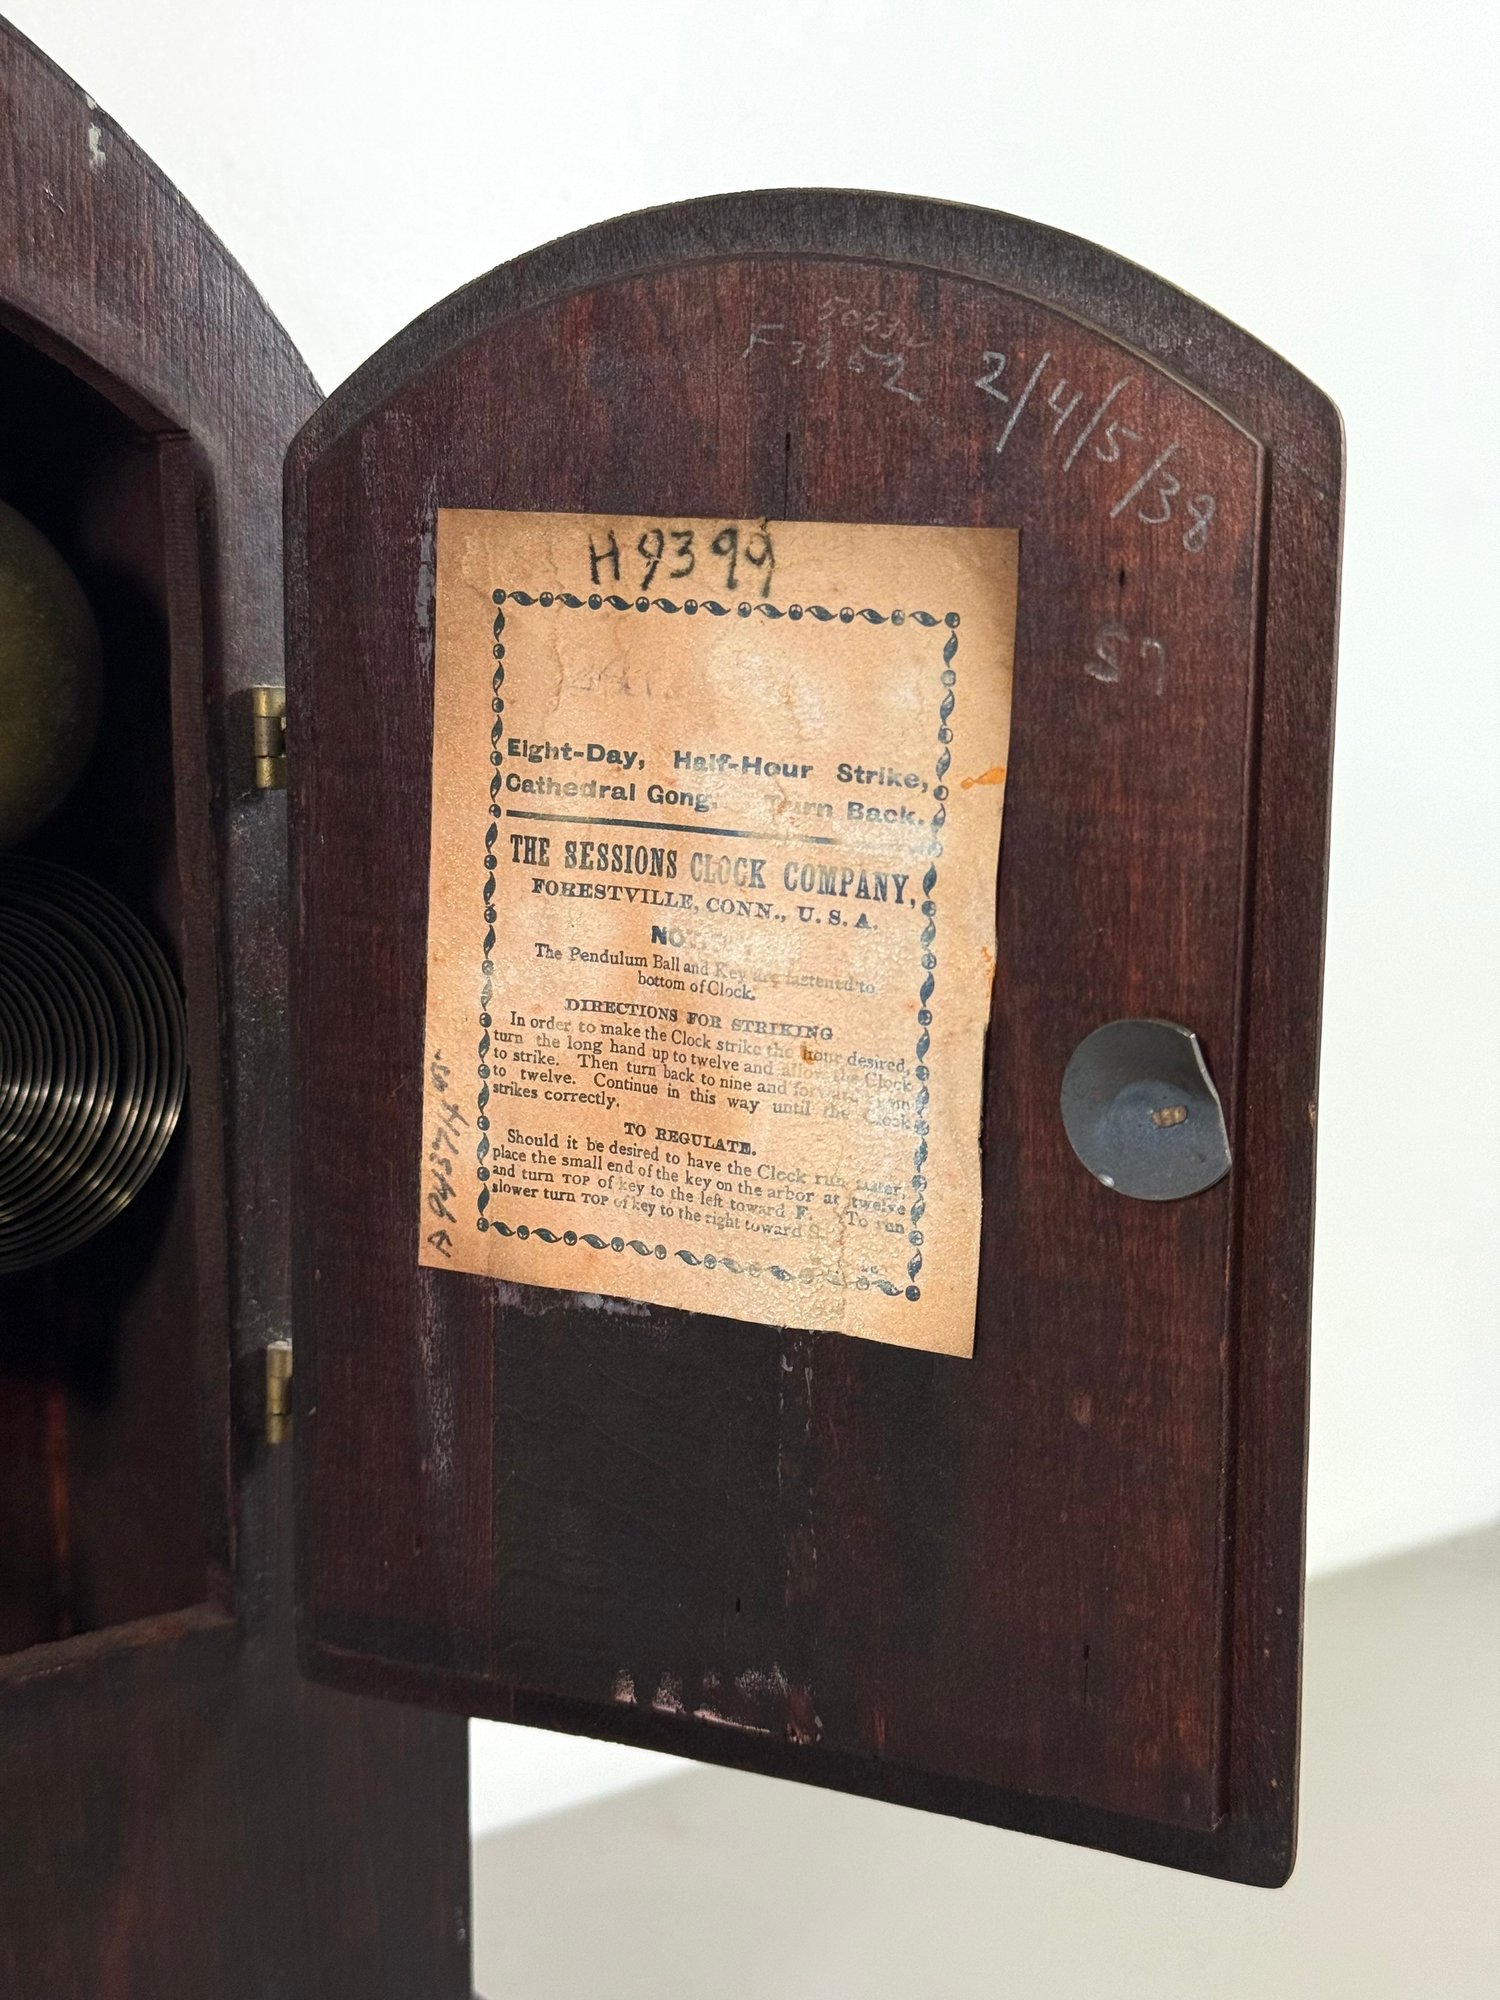 2/4/5/38
H9399
Eight-Day, Half-Hour Strike,
Cathedral Gong. Turn Back.
THE SESSIONS CLOCK COMPANY,
FORESTVILLE, CONN., U. S. A.
The Pendulum Ball and Key are fastened to
bottom of Clock.
DIRECTIONS FOR STRIKING
In order to make the Clock strike the hour desired,
turn the long hand up to twelve and allow the Clock
to strike. Then turn back to nine and forward again
to twelve. Continue in this way until the Clock
strikes correctly.
TO REGULATE.
Should it be desired to have the Clock run faster,
place the small end of the key on the arbor at twelve
and turn TOP of key to the left toward F. To run
slower turn TOP of key to the right toward S.